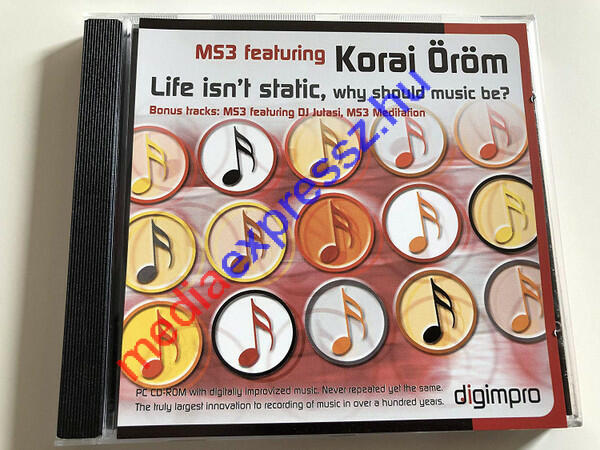 MS3 featuring Korai Öröm
Life isn't static, why should music be?
Bonus tracks: MS3 featuring DJ Jutasi, MS3 Meditation
mediaexpressz.hu
PC CD-ROM with digitally improvized music. Never repeated yet the same.
The truly largest innovation to recording of music in over a hundred years.
digimpro